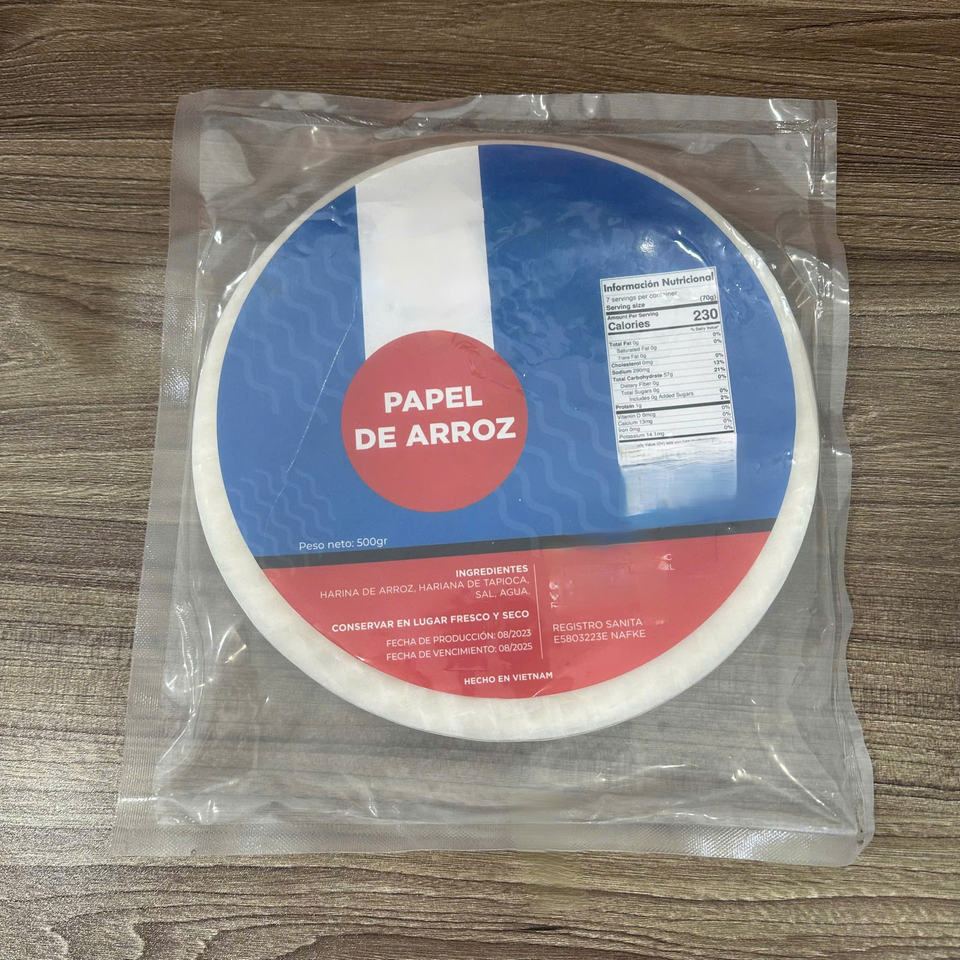 PAPEL
DE ARROZ
Información Nutricional
7 servings per container
Serving size (70g)
Amount Per Serving
Calories 230
% Daily Value*
Total Fat 0g 0%
Saturated Fat 0g 0%
Trans Fat 0g
Cholesterol 0mg 0%
Sodium 290mg 13%
Total Carbohydrate 57g 21%
Dietary Fiber 0g 0%
Total Sugars 0g
Includes 0g Added Sugars 0%
Protein 1g 2%
Vitamin D 0mcg 0%
Calcium 13mg 0%
Iron 0mg 0%
Potassium 14.1mg 0%
Peso neto: 500gr
INGREDIENTES
HARINA DE ARROZ, HARIANA DE TAPIOCA,
SAL, AGUA.
CONSERVAR EN LUGAR FRESCO Y SECO
FECHA DE PRODUCCIÓN: 08/2023
FECHA DE VENCIMIENTO: 08/2025
REGISTRO SANITA
E5803223E NAFKE
HECHO EN VIETNAM